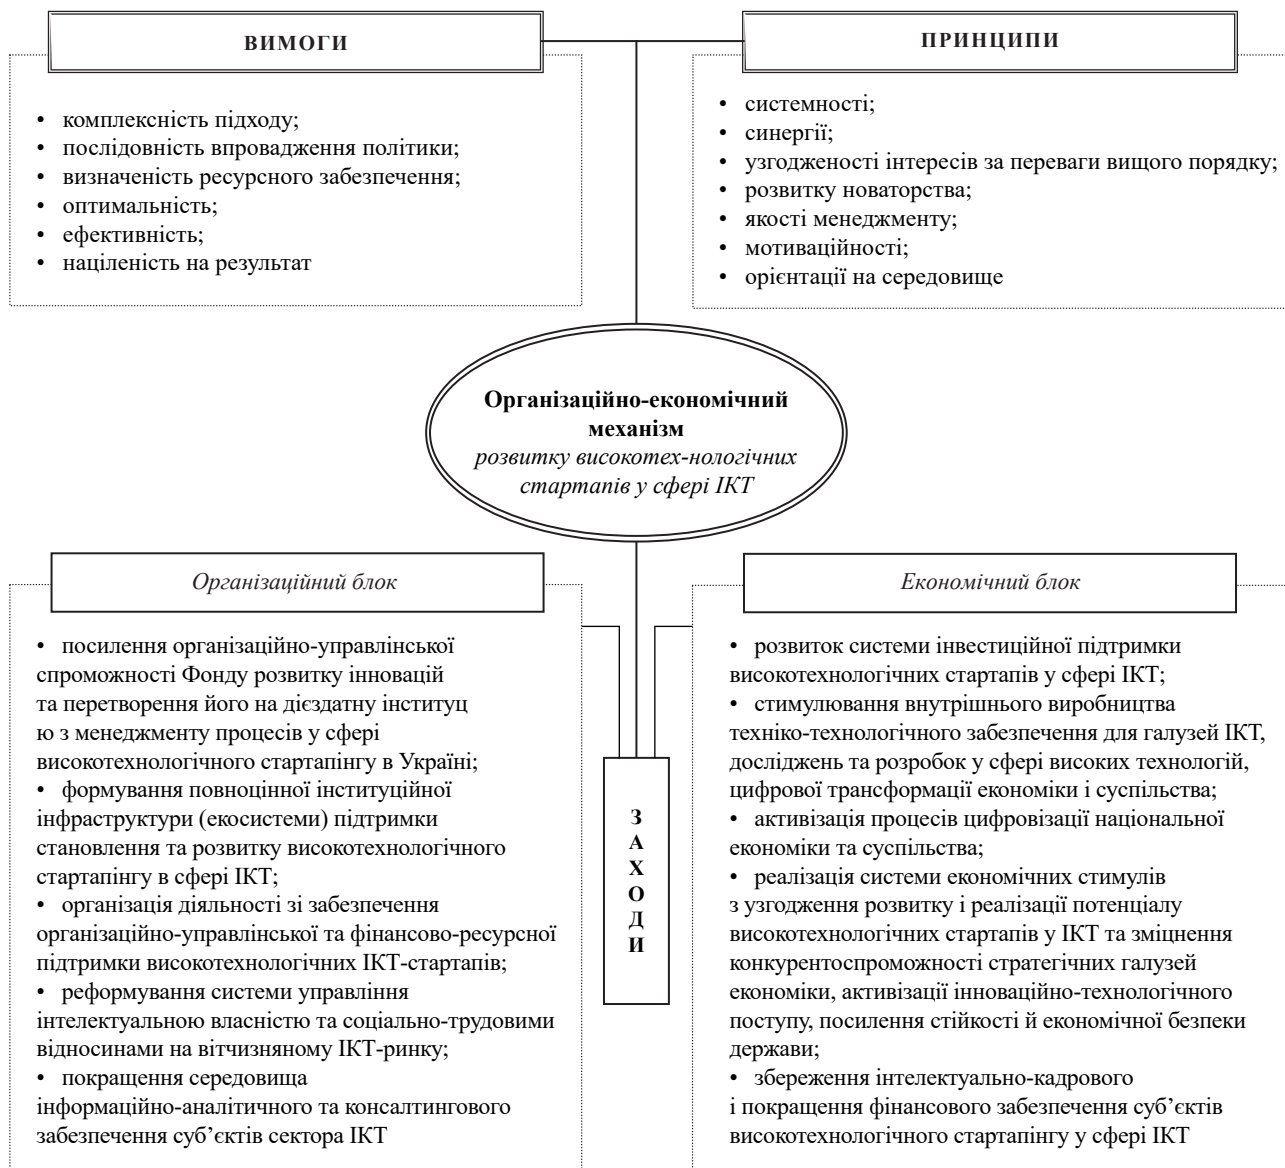 ВИМОГИ
• комплексність підходу;
• послідовність впровадження політики;
• визначеність ресурсного забезпечення;
• оптимальність;
• ефективність;
• націленість на результат
ПРИНЦИПИ
• системності;
• синергії;
• узгодженості інтересів за переваги вищого порядку;
• розвитку новаторства;
• якості менеджменту;
• мотиваційності;
• орієнтації на середовище
Організаційно-економічний
механізм
розвитку високотех-нологічних
стартапів у сфері ІКТ
Організаційний блок
• посилення організаційно-управлінської
спроможності Фонду розвитку інновацій
та перетворення його на дієздатну інституц
ію з менеджменту процесів у сфері
високотехнологічного стартапінгу в Україні;
• формування повноцінної інституційної
інфраструктури (екосистеми) підтримки
становлення та розвитку високотехнологічного
стартапінгу в сфері ІКТ;
• організація діяльності зі забезпечення
організаційно-управлінської та фінансово-ресурсної
підтримки високотехнологічних ІКТ-стартапів;
• реформування системи управління
інтелектуальною власністю та соціально-трудовими
відносинами на вітчизняному ІКТ-ринку;
• покращення середовища
інформаційно-аналітичного та консалтингового
забезпечення суб’єктів сектора ІКТ
З
А
Х
О
Д
И
Економічний блок
• розвиток системи інвестиційної підтримки
високотехнологічних стартапів у сфері ІКТ;
• стимулювання внутрішнього виробництва
техніко-технологічного забезпечення для галузей ІКТ,
досліджень та розробок у сфері високих технологій,
цифрової трансформації економіки і суспільства;
• активізація процесів цифровізації національної
економіки та суспільства;
• реалізація системи економічних стимулів
з узгодження розвитку і реалізації потенціалу
високотехнологічних стартапів у ІКТ та зміцнення
конкурентоспроможності стратегічних галузей
економіки, активізації інноваційно-технологічного
поступу, посилення стійкості й економічної безпеки
держави;
• збереження інтелектуально-кадрового
і покращення фінансового забезпечення суб’єктів
високотехнологічного стартапінгу у сфері ІКТ